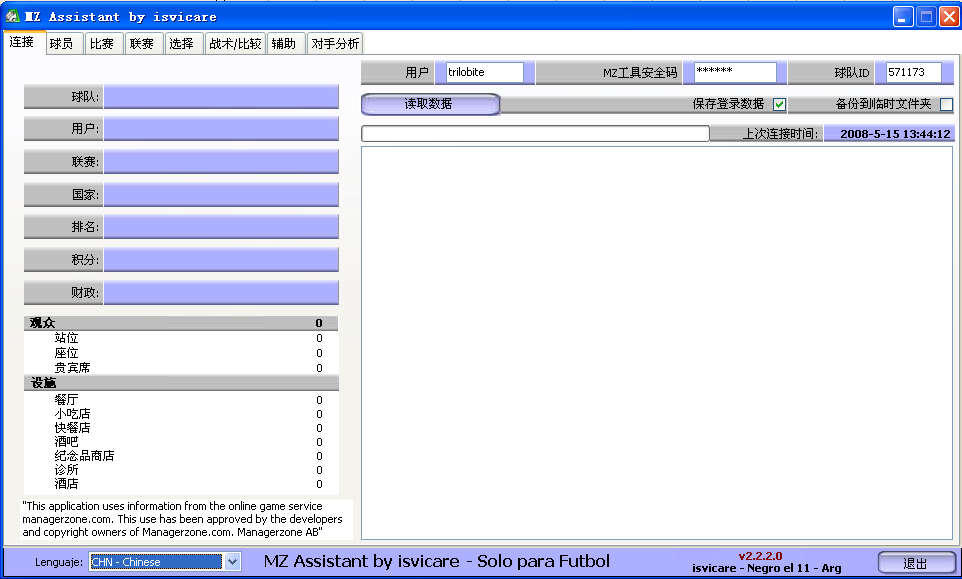 MZ Assistant by isvicare
连接 球员 比赛 联赛 选择 战术/比较 辅助 对手分析
用户 trilobite MZ工具安全码 ****** 球队ID 571173
读取数据 保存登录数据 备份到临时文件夹
上次连接时间: 2008-5-15 13:44:12
球队:
用户:
联赛:
国家:
排名:
积分:
财政:
观众 0
站位 0
座位 0
贵宾席 0
设施
餐厅 0
小吃店 0
快餐店 0
酒吧 0
纪念品商店 0
诊所 0
酒店 0
"This application uses information from the online game service
managerzone.com. This use has been approved by the developers
and copyright owners of Managerzone.com. Managerzone AB"
Lenguaje: CHN - Chinese MZ Assistant by isvicare - Solo para Futbol
v2.2.2.0
isvicare - Negro el 11 - Arg
退出